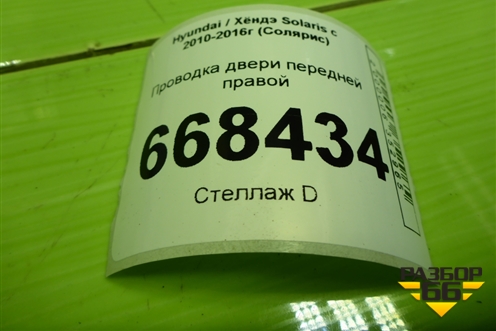 Hyundai / Хёндэ Solaris с
2010-2016г (Солярис)
Проводка двери передней
правой
668434
Стеллаж D
РАЗБОР
66